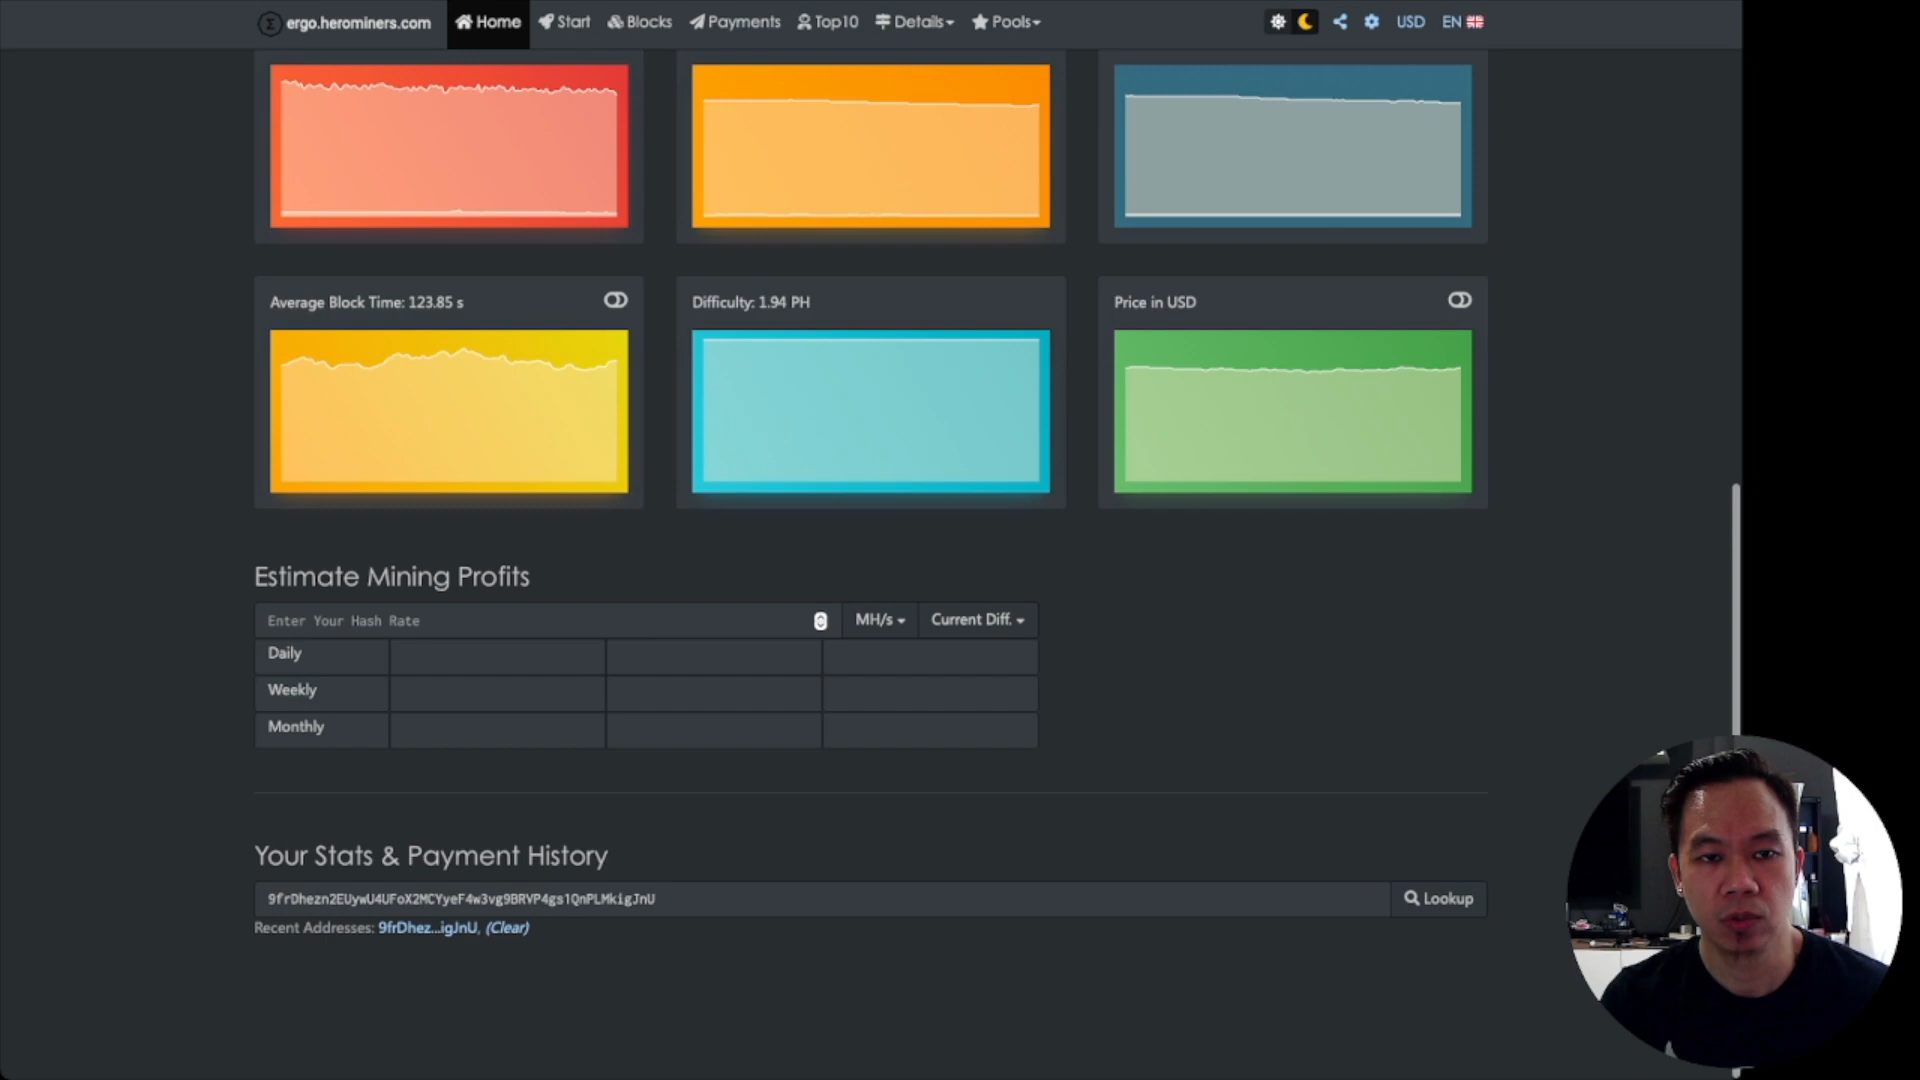 ergo.herominers.com Home Start Blocks Payments Top10 Details Pools USD EN
Average Block Time: 123.85 s
Difficulty: 1.94 PH
Price in USD
Estimate Mining Profits
Enter Your Hash Rate MH/s Current Diff.
Daily
Weekly
Monthly
Your Stats & Payment History
9frDhezn2EUywU4UFoX2MCYyeF4w3vg9BRVP4gs1QnPLMkigJnU Lookup
Recent Addresses: 9frDhez...igJnU, (Clear)